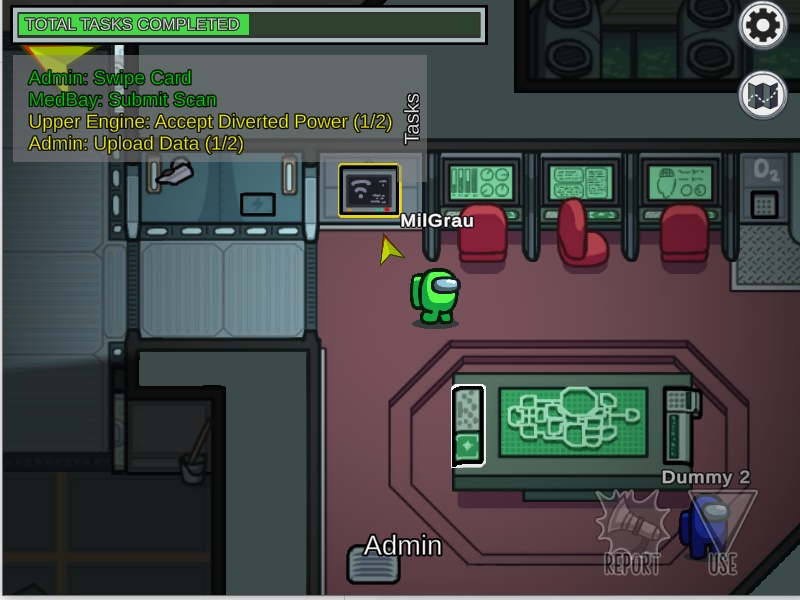 TOTAL TASKS COMPLETED
Admin: Swipe Card
MedBay: Submit Scan
Upper Engine: Accept Diverted Power (1/2)
Admin: Upload Data (1/2)
Tasks
O2
MilGrau
Dummy 2
REPORT
USE
Admin